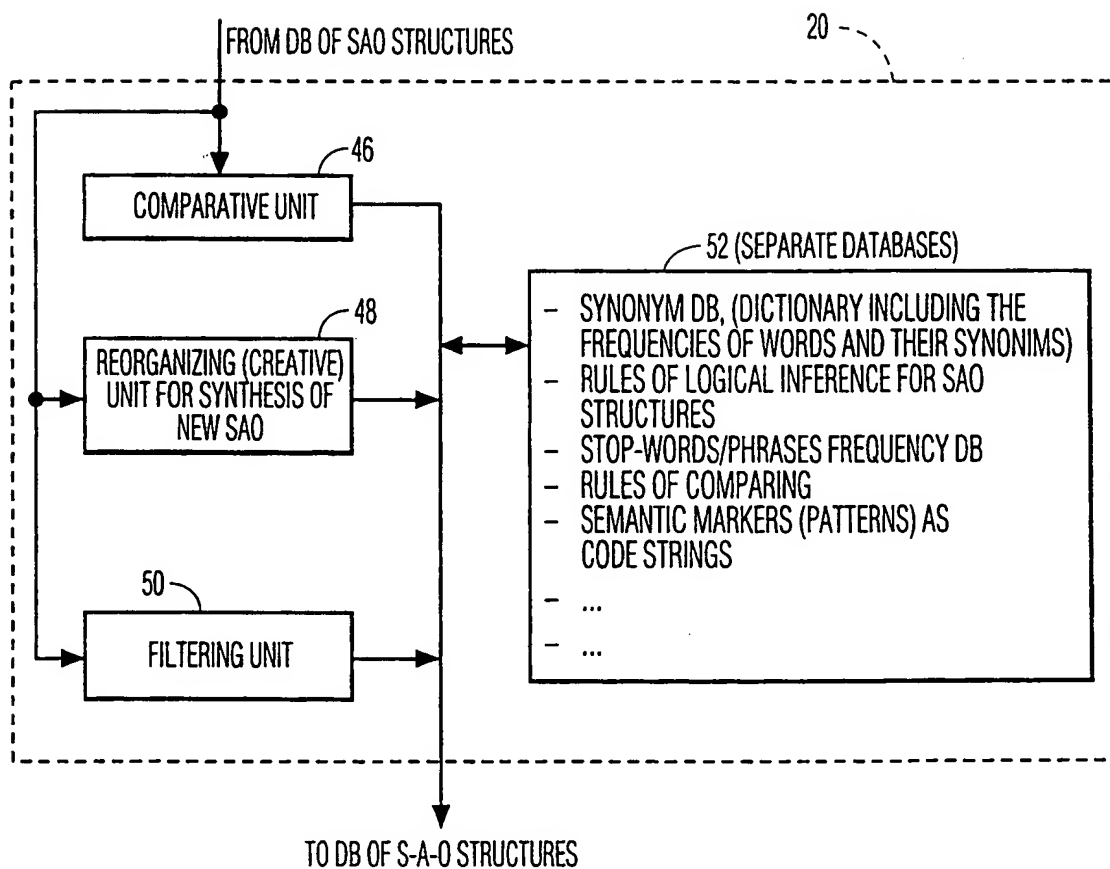 FROM DB OF SAO STRUCTURES
20
46
COMPARATIVE UNIT
48
REORGANIZING (CREATIVE)
UNIT FOR SYNTHESIS OF
NEW SAO
50
FILTERING UNIT
52 (SEPARATE DATABASES)
- SYNONYM DB, (DICTIONARY INCLUDING THE
FREQUENCIES OF WORDS AND THEIR SYNONIMS)
- RULES OF LOGICAL INFERENCE FOR SAO
STRUCTURES
- STOP-WORDS/PHRASES FREQUENCY DB
- RULES OF COMPARING
- SEMANTIC MARKERS (PATTERNS) AS
CODE STRINGS
- ...
- ...
TO DB OF S-A-O STRUCTURES